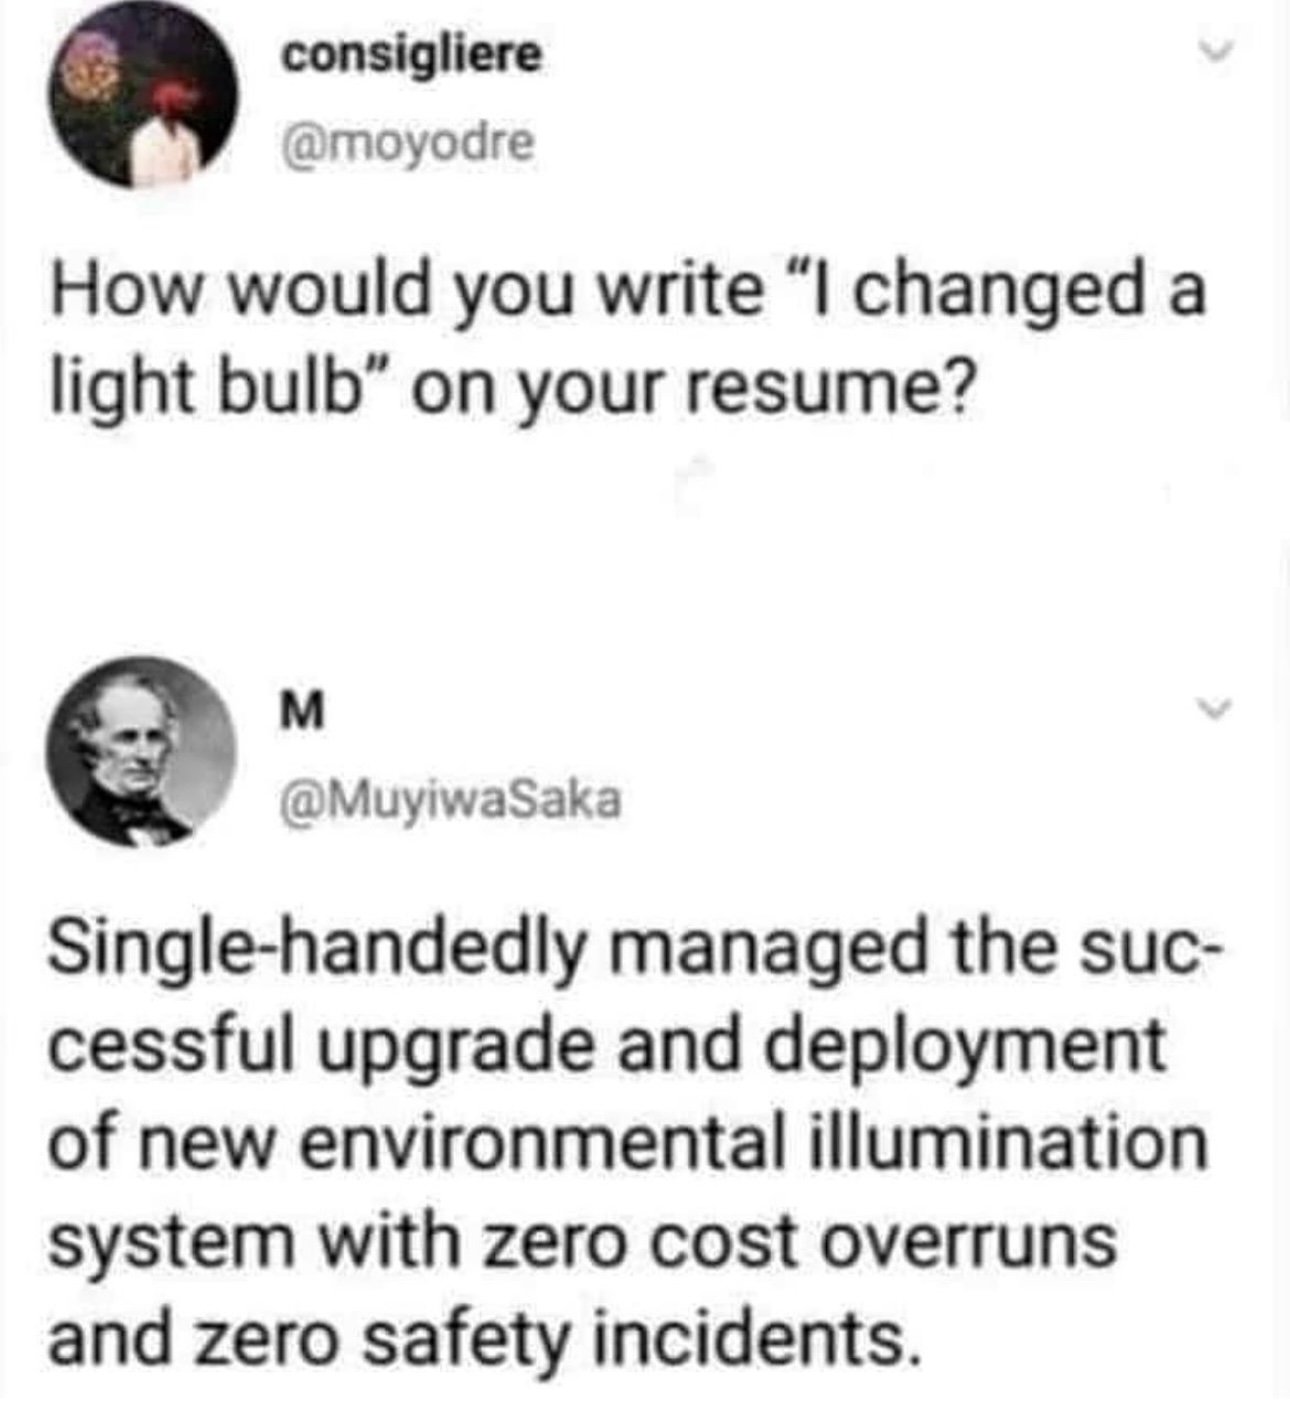 consigliere
@moyodre
How would you write “I changed a
light bulb” on your resume?
M
@MuyiwaSaka
Single-handedly managed the suc-
cessful upgrade and deployment
of new environmental illumination
system with zero cost overruns
and zero safety incidents.